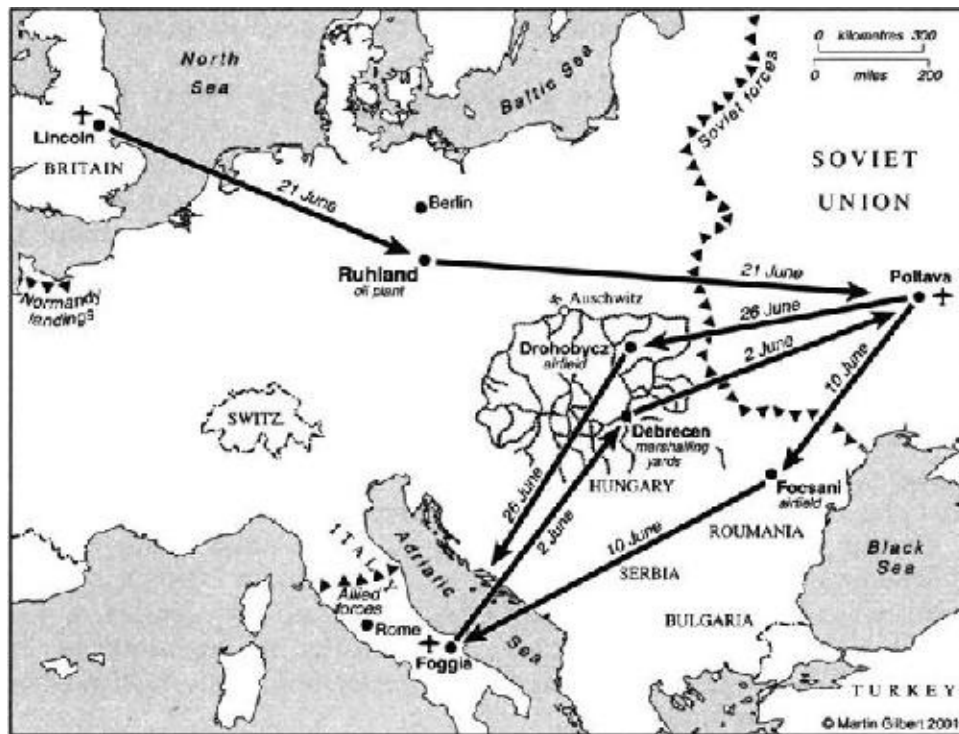 North
Sea
Baltic Sea
0 kilometres 300
0 miles 200
Soviet forces
Lincoln
BRITAIN
21 June
Berlin
SOVIET
UNION
Ruhland
oil plant
21 June
Poltava
Normandy
landings
Auschwitz
26 June
Drohobycz
airfield
2 June
10 June
SWITZ.
Debrecen
marshalling
yards
HUNGARY
Focsani
airfield
26 June
2 June
10 June
ROUMANIA
Black
Sea
ITALY
Adriatic
Sea
SERBIA
Allied
forces
Rome
BULGARIA
Foggia
TURKEY
© Martin Gilbert 2001